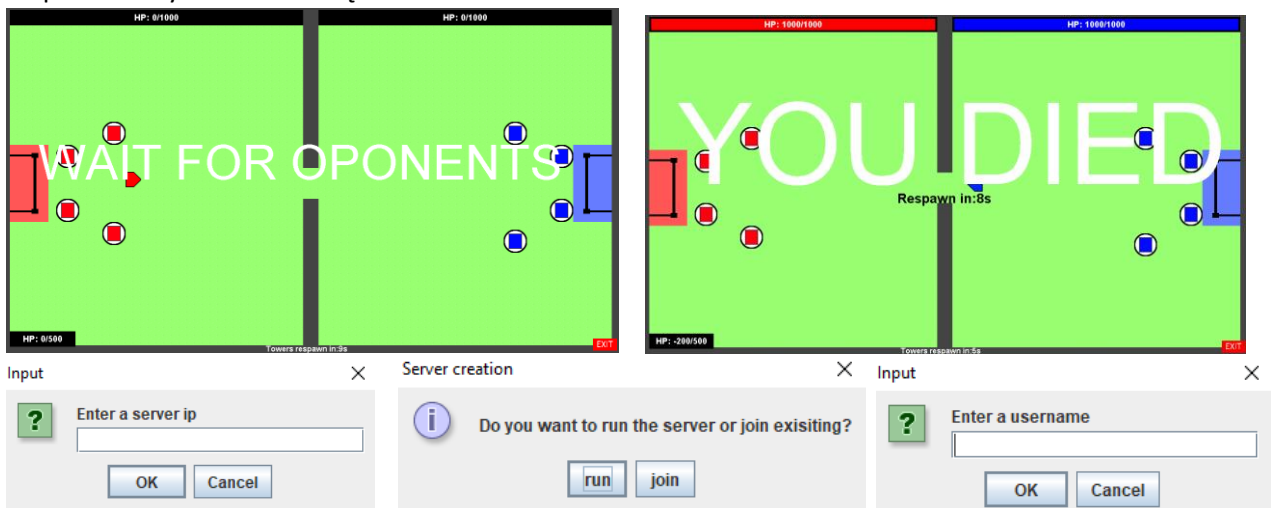 HP: 0/1000
HP: 0/1000
WAIT FOR OPONENTS
HP: 0/500
Towers respawn in:9s
EXIT
HP: 1000/1000
HP: 1000/1000
YOU DIED
Respawn in:8s
HP: -200/500
Towers respawn in:5s
EXIT
Input
Enter a server ip
OK
Cancel
Server creation
Do you want to run the server or join exisiting?
run
join
Input
Enter a username
OK
Cancel